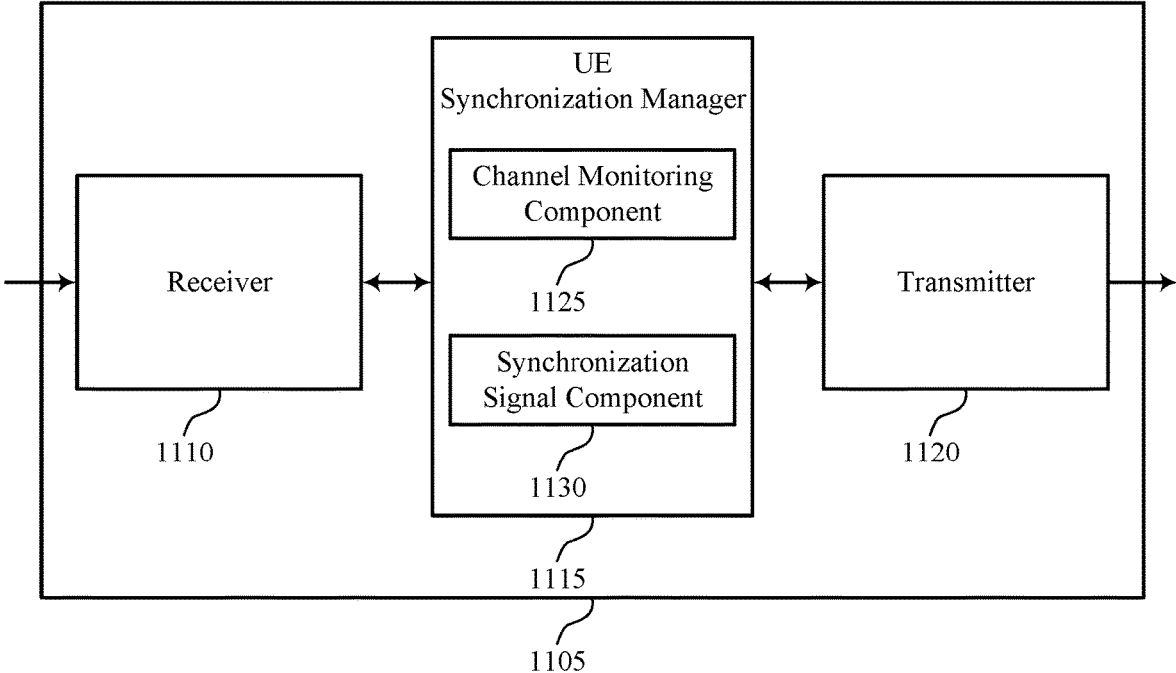 UE
Synchronization Manager
Channel Monitoring
Component
1125
Receiver
Transmitter
Synchronization
Signal Component
1110
1120
1130
1115
1105